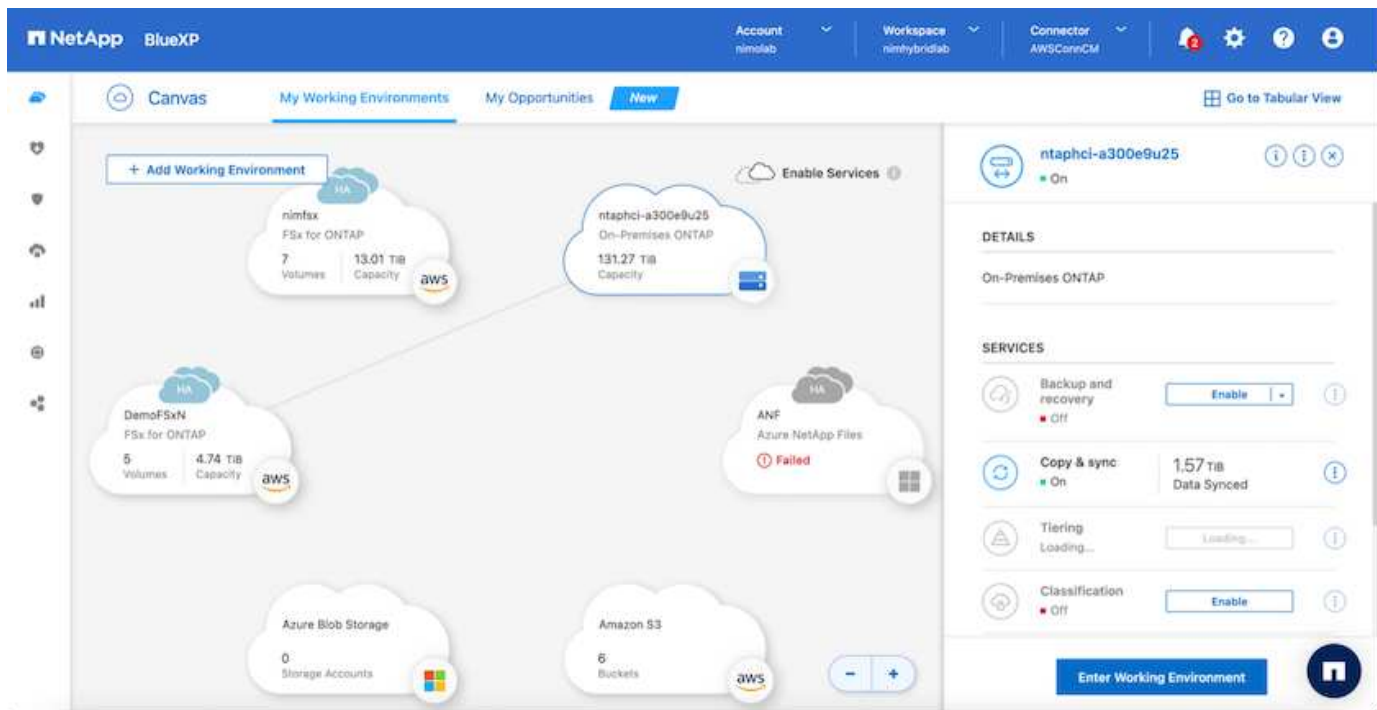 NetApp BlueXP
Account
nimolab
Workspace
nimhybridlab
Connector
AWSConnCM
2
Canvas
My Working Environments
My Opportunities
New
Go to Tabular View
+ Add Working Environment
Enable Services
HA
nimfsx
FSx for ONTAP
7
Volumes
13.01 TiB
Capacity
aws
ntaphci-a300e9u25
On-Premises ONTAP
131.27 TiB
Capacity
HA
DemoFSxN
FSx for ONTAP
5
Volumes
4.74 TiB
Capacity
aws
HA
ANF
Azure NetApp Files
Failed
Azure Blob Storage
0
Storage Accounts
Amazon S3
6
Buckets
aws
- +
ntaphci-a300e9u25
On
DETAILS
On-Premises ONTAP
SERVICES
Backup and
recovery
Off
Enable
Copy & sync
On
1.57 TiB
Data Synced
Tiering
Loading...
Loading...
Classification
Off
Enable
Enter Working Environment